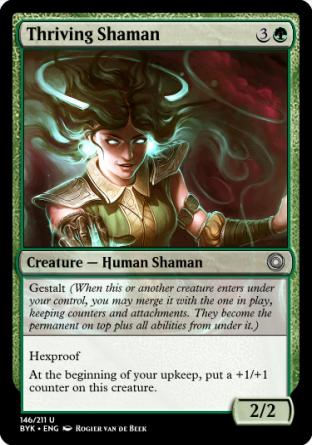 Thriving Shaman 3
Creature — Human Shaman
Gestalt (When this or another creature enters
under your control, you may merge it with the one in play,
keeping counters and attachments. They become the
permanent on top plus all abilities from under it.)
Hexproof
At the beginning of your upkeep, put a +1/+1
counter on this creature.
2/2
146/211 U
BYK • ENG Rogier van de Beek